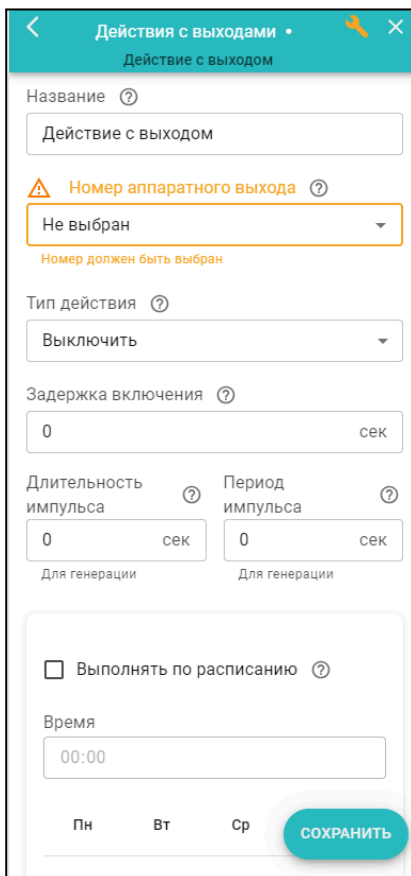 Действия с выходами •
Действие с выходом
Название
Действие с выходом
Номер аппаратного выхода
Не выбран
Номер должен быть выбран
Тип действия
Выключить
Задержка включения
0 сек
Длительность импульса
0 сек
Для генерации
Период импульса
0 сек
Для генерации
Выполнять по расписанию
Время
00:00
Пн Вт Ср
СОХРАНИТЬ